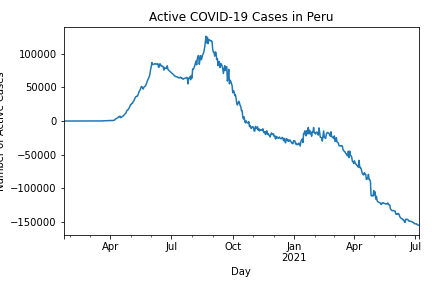 Active COVID-19 Cases in Peru
100000
50000
0
−50000
−100000
−150000
Number of Active Cases
Apr Jul Oct Jan Apr Jul
2021
Day